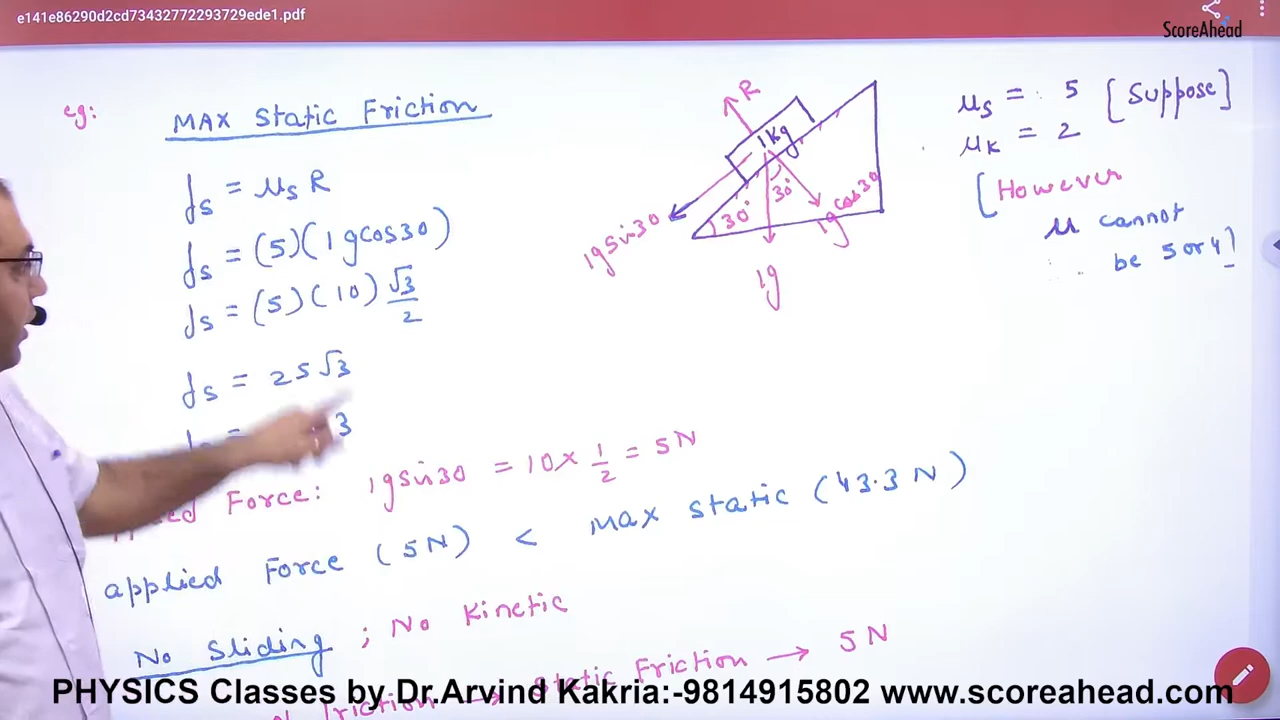 e141e86290d2cd73432772293729ede1.pdf
ScoreAhead
eg: MAX Static Friction
fs = μs R
fs = (5)(1gcos30)
fs = (5)(10) √3/2
fs = 25√3
3
R
1kg
30°
30°
1gsin30
1gcos30
1g
μs = 5 [Suppose]
μk = 2
[However
μ cannot
be 5 or 4]
Force: 1gsin30 = 10 × 1/2 = 5N
applied Force (5N) < Max static (43.3 N)
No Sliding ; No Kinetic
friction → Static Friction → 5N
PHYSICS Classes by Dr.Arvind Kakria:-9814915802 www.scoreahead.com